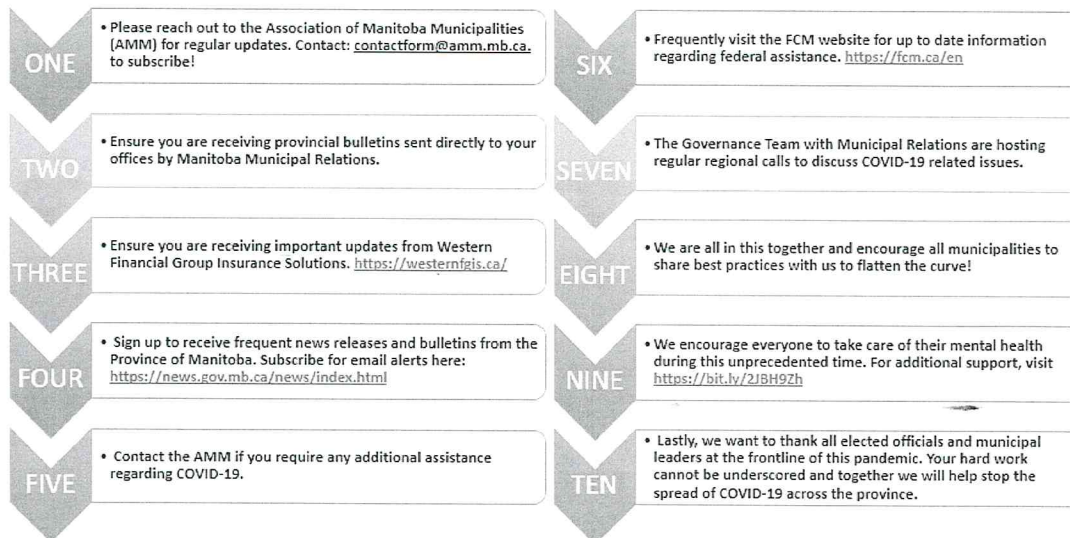 ONE
• Please reach out to the Association of Manitoba Municipalities
(AMM) for regular updates. Contact: contactform@amm.mb.ca.
to subscribe!
TWO
• Ensure you are receiving provincial bulletins sent directly to your
offices by Manitoba Municipal Relations.
THREE
• Ensure you are receiving important updates from Western
Financial Group Insurance Solutions. https://westernfgis.ca/
FOUR
• Sign up to receive frequent news releases and bulletins from the
Province of Manitoba. Subscribe for email alerts here:
https://news.gov.mb.ca/news/index.html
FIVE
• Contact the AMM if you require any additional assistance
regarding COVID-19.
SIX
• Frequently visit the FCM website for up to date information
regarding federal assistance. https://fcm.ca/en
SEVEN
• The Governance Team with Municipal Relations are hosting
regular regional calls to discuss COVID-19 related issues.
EIGHT
• We are all in this together and encourage all municipalities to
share best practices with us to flatten the curve!
NINE
• We encourage everyone to take care of their mental health
during this unprecedented time. For additional support, visit
https://bit.ly/2JBH9Zh
TEN
• Lastly, we want to thank all elected officials and municipal
leaders at the frontline of this pandemic. Your hard work
cannot be underscored and together we will help stop the
spread of COVID-19 across the province.